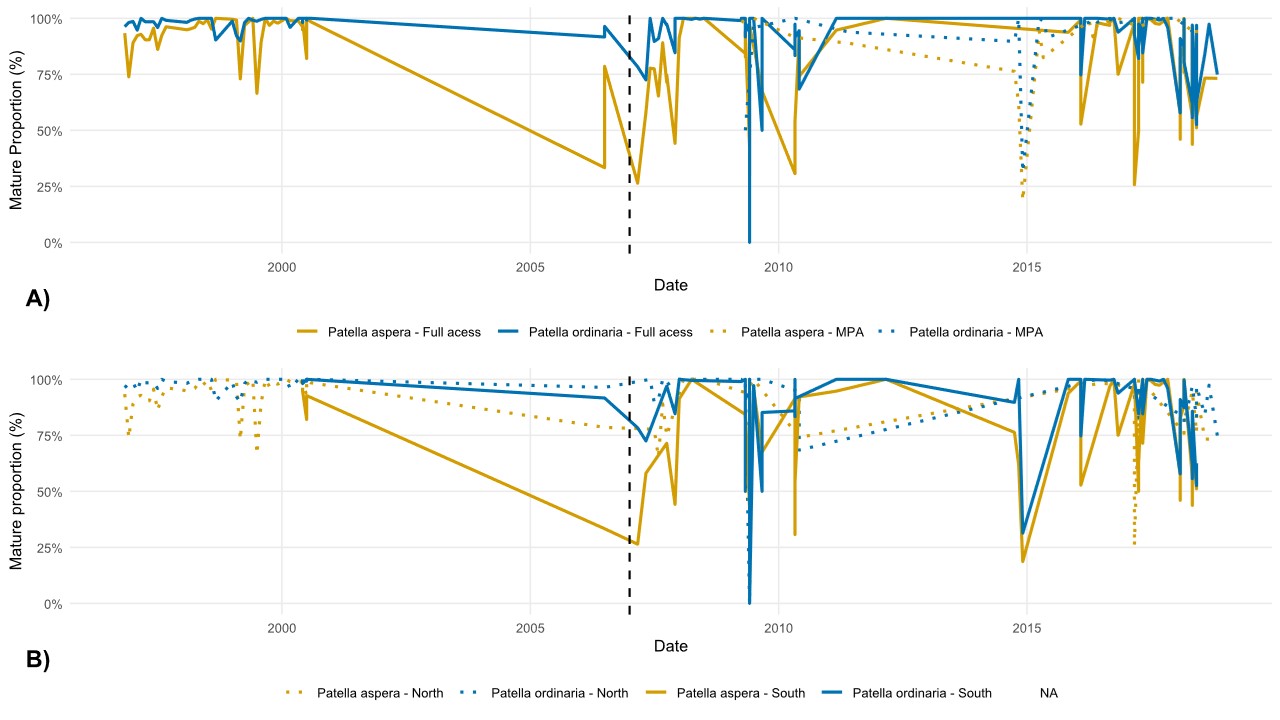 Mature Proportion (%)
100%
75%
50%
25%
0%
2000 2005 2010 2015
Date
A)
Patella aspera - Full acess Patella ordinaria - Full acess Patella aspera - MPA Patella ordinaria - MPA
Mature proportion (%)
100%
75%
50%
25%
0%
2000 2005 2010 2015
Date
B)
Patella aspera - North Patella ordinaria - North Patella aspera - South Patella ordinaria - South NA